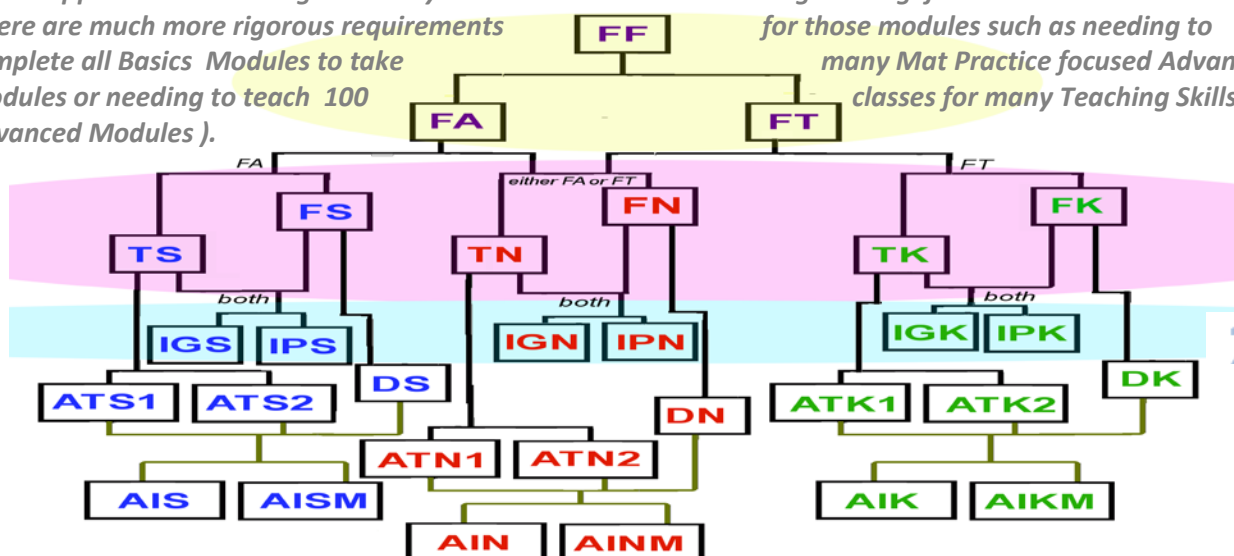 ere are much more rigorous requirements for those modules such as needing to
mplete all Basics Modules to take many Mat Practice focused Advan
odules or needing to teach 100 classes for many Teaching Skills
vanced Modules ).
FF
FA FT
FA either FA or FT FT
FS FN FK
TS TN TK
both both both
IGS IPS IGN IPN IGK IPK
DS DK
ATS1 ATS2 DN ATK1 ATK2
ATN1 ATN2
AIS AISM AIK AIKM
AIN AINM